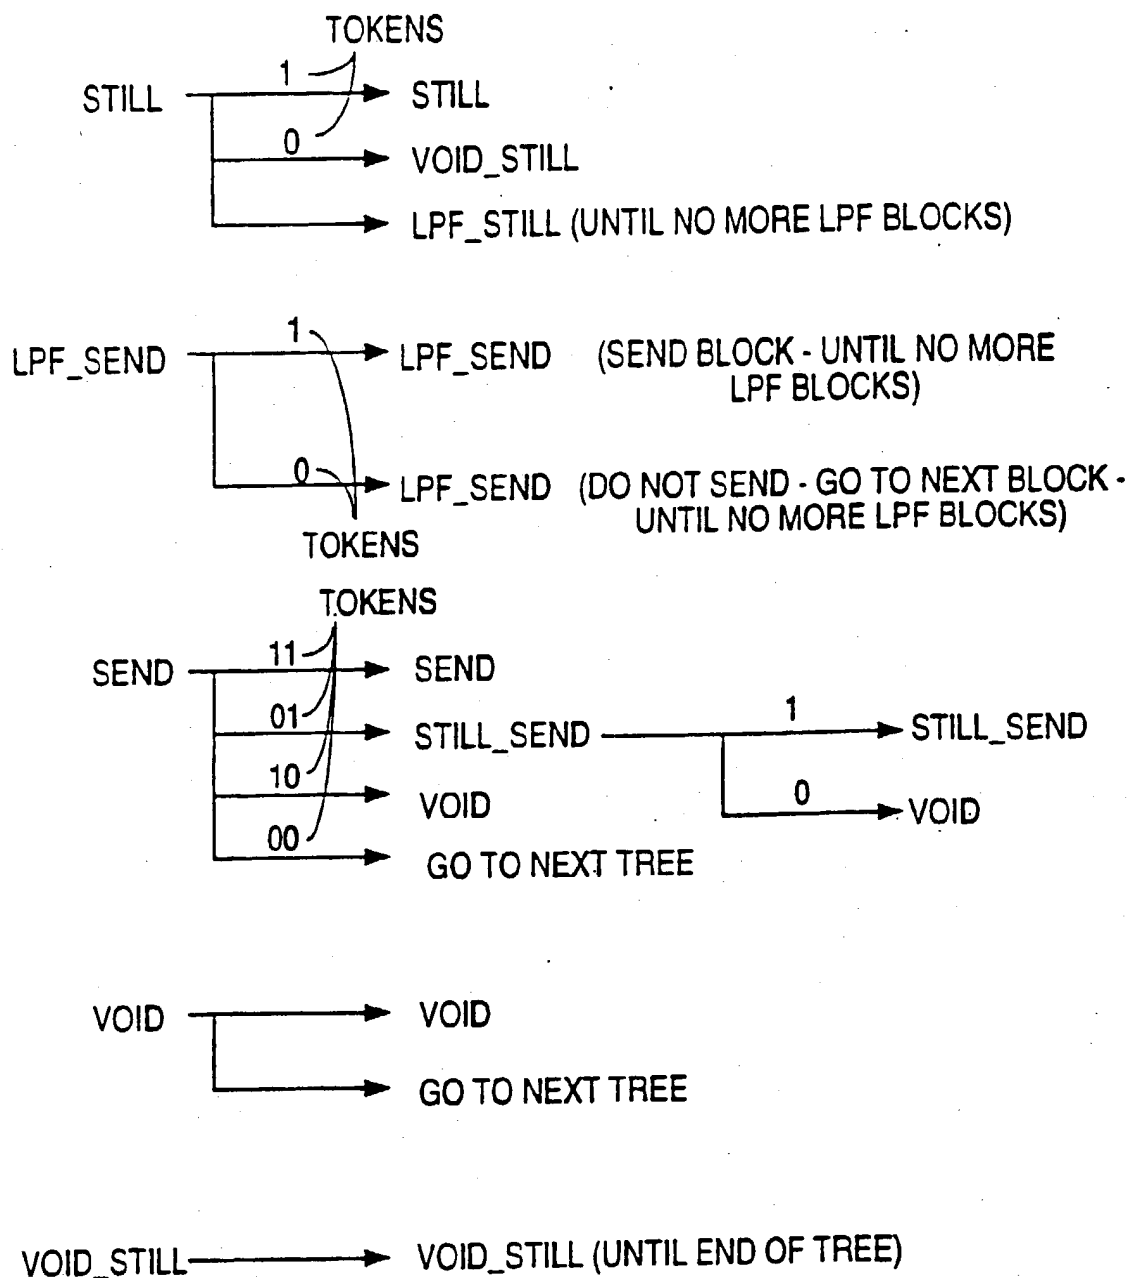 TOKENS
STILL 1 STILL
0 VOID_STILL
LPF_STILL (UNTIL NO MORE LPF BLOCKS)
LPF_SEND 1 LPF_SEND (SEND BLOCK - UNTIL NO MORE
LPF BLOCKS)
0 LPF_SEND (DO NOT SEND - GO TO NEXT BLOCK -
UNTIL NO MORE LPF BLOCKS)
TOKENS
TOKENS
SEND 11 SEND
01 STILL_SEND 1 STILL_SEND
10 VOID 0 VOID
00 GO TO NEXT TREE
VOID VOID
GO TO NEXT TREE
VOID_STILL VOID_STILL (UNTIL END OF TREE)